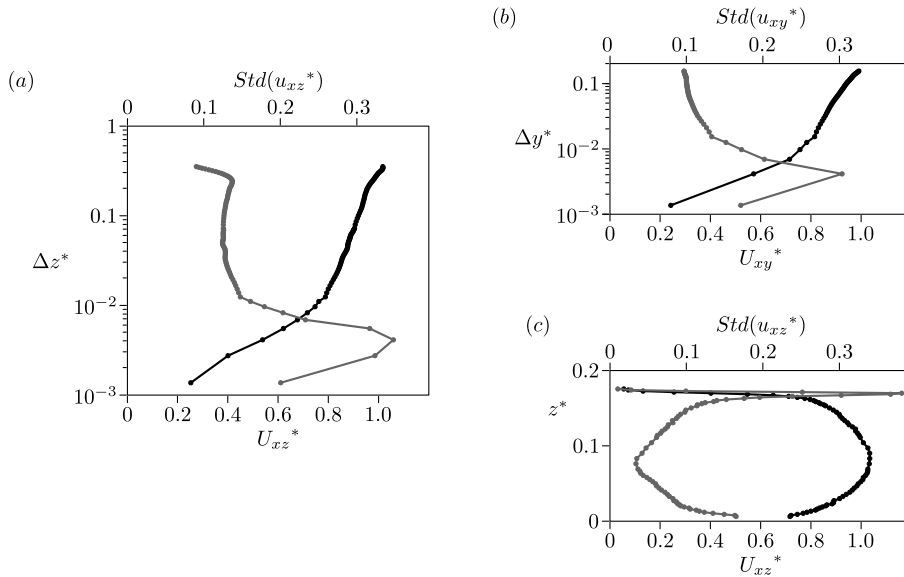 (a)
Std(u_{xz}*)
0 0.1 0.2 0.3
1
0.1
10^{-2}
10^{-3}
Δz*
0 0.2 0.4 0.6 0.8 1.0
U_{xz}*
(b)
Std(u_{xy}*)
0 0.1 0.2 0.3
0.1
10^{-2}
10^{-3}
Δy*
0 0.2 0.4 0.6 0.8 1.0
U_{xy}*
(c)
Std(u_{xz}*)
0 0.1 0.2 0.3
0.2
0.1
0
z*
0 0.2 0.4 0.6 0.8 1.0
U_{xz}*